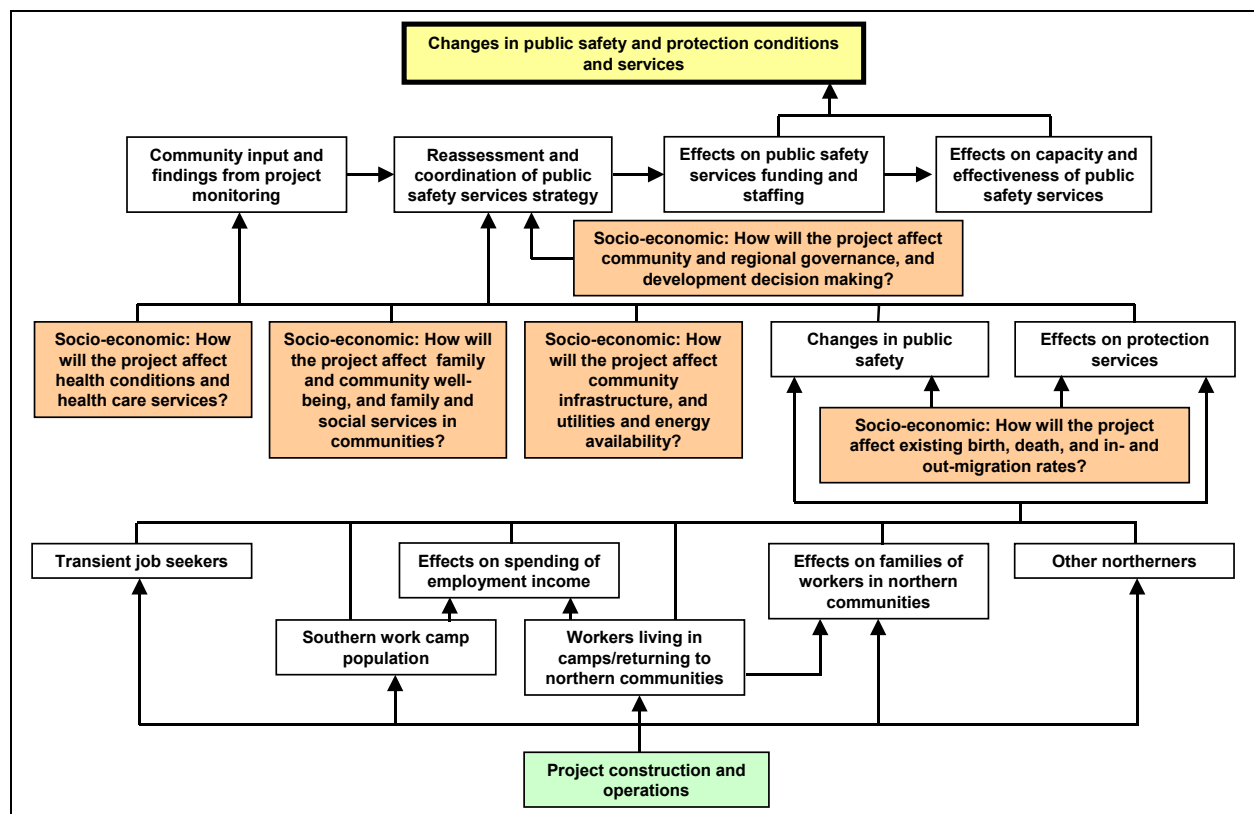 Changes in public safety and protection conditions
and services
Community input and
findings from project
monitoring
Reassessment and
coordination of public
safety services strategy
Effects on public safety
services funding and
staffing
Effects on capacity and
effectiveness of public
safety services
Socio-economic: How will the project affect
community and regional governance, and
development decision making?
Socio-economic: How
will the project affect
health conditions and
health care services?
Socio-economic: How will
the project affect family
and community well-
being, and family and
social services in
communities?
Socio-economic: How
will the project affect
community
infrastructure, and
utilities and energy
availability?
Changes in public
safety
Effects on protection
services
Socio-economic: How will the project
affect existing birth, death, and in- and
out-migration rates?
Transient job seekers
Effects on spending of
employment income
Effects on families of
workers in northern
communities
Other northerners
Southern work camp
population
Workers living in
camps/returning to
northern communities
Project construction and
operations